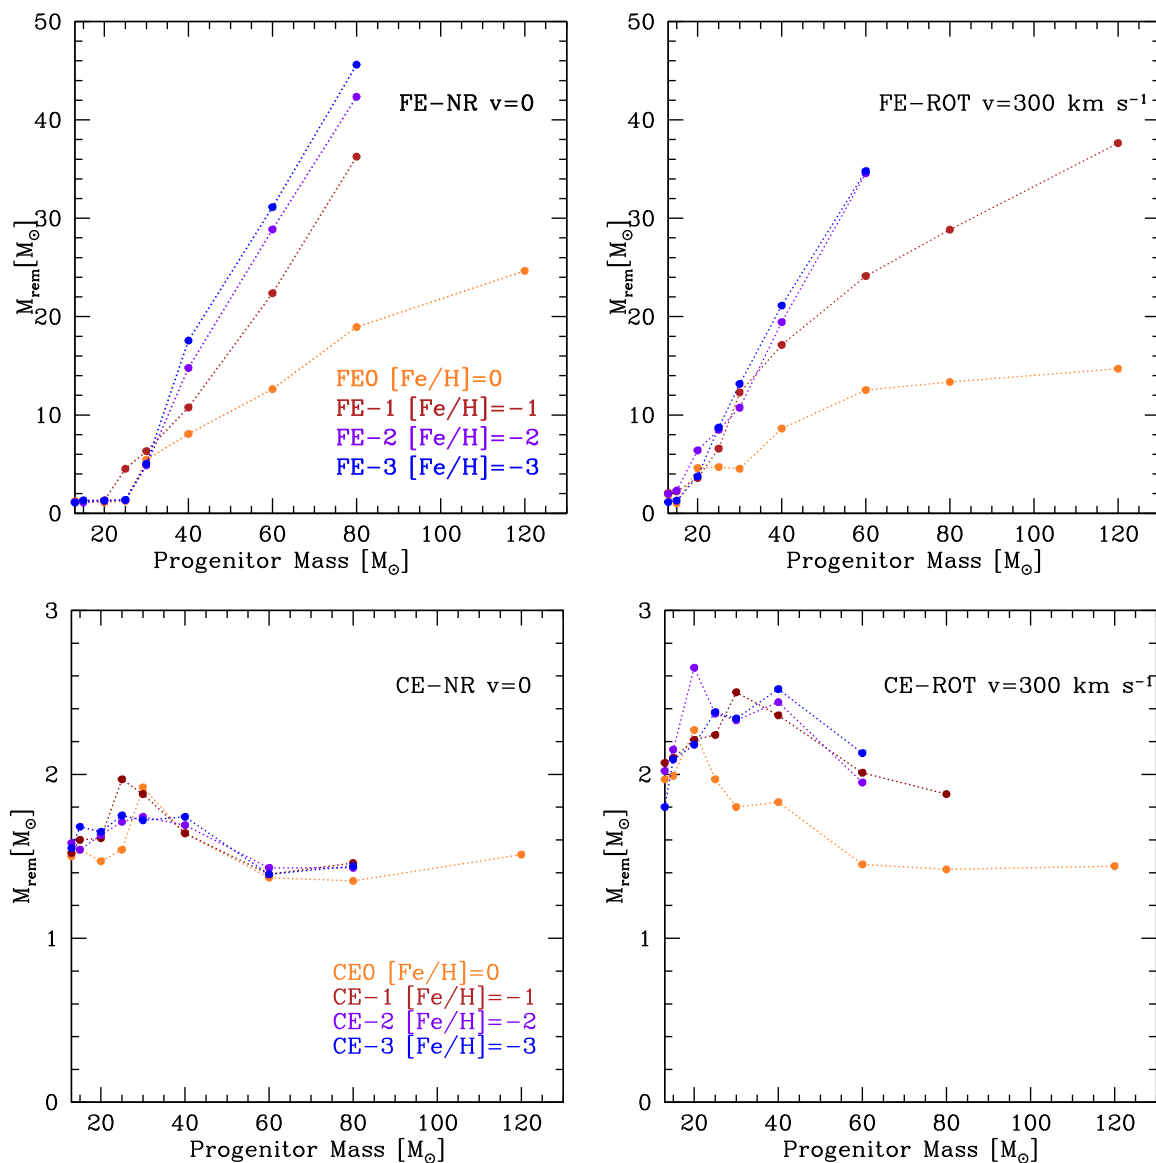 50
40
30
20
10
0
M_rem[M_⊙]
FE−NR v=0
FE0 [Fe/H]=0
FE−1 [Fe/H]=−1
FE−2 [Fe/H]=−2
FE−3 [Fe/H]=−3
20 40 60 80 100 120
Progenitor Mass [M_⊙]
50
40
30
20
10
0
M_rem[M_⊙]
FE−ROT v=300 km s⁻¹
20 40 60 80 100 120
Progenitor Mass [M_⊙]
3
2
1
0
M_rem[M_⊙]
CE−NR v=0
CE0 [Fe/H]=0
CE−1 [Fe/H]=−1
CE−2 [Fe/H]=−2
CE−3 [Fe/H]=−3
20 40 60 80 100 120
Progenitor Mass [M_⊙]
3
2
1
0
M_rem[M_⊙]
CE−ROT v=300 km s⁻¹
20 40 60 80 100 120
Progenitor Mass [M_⊙]